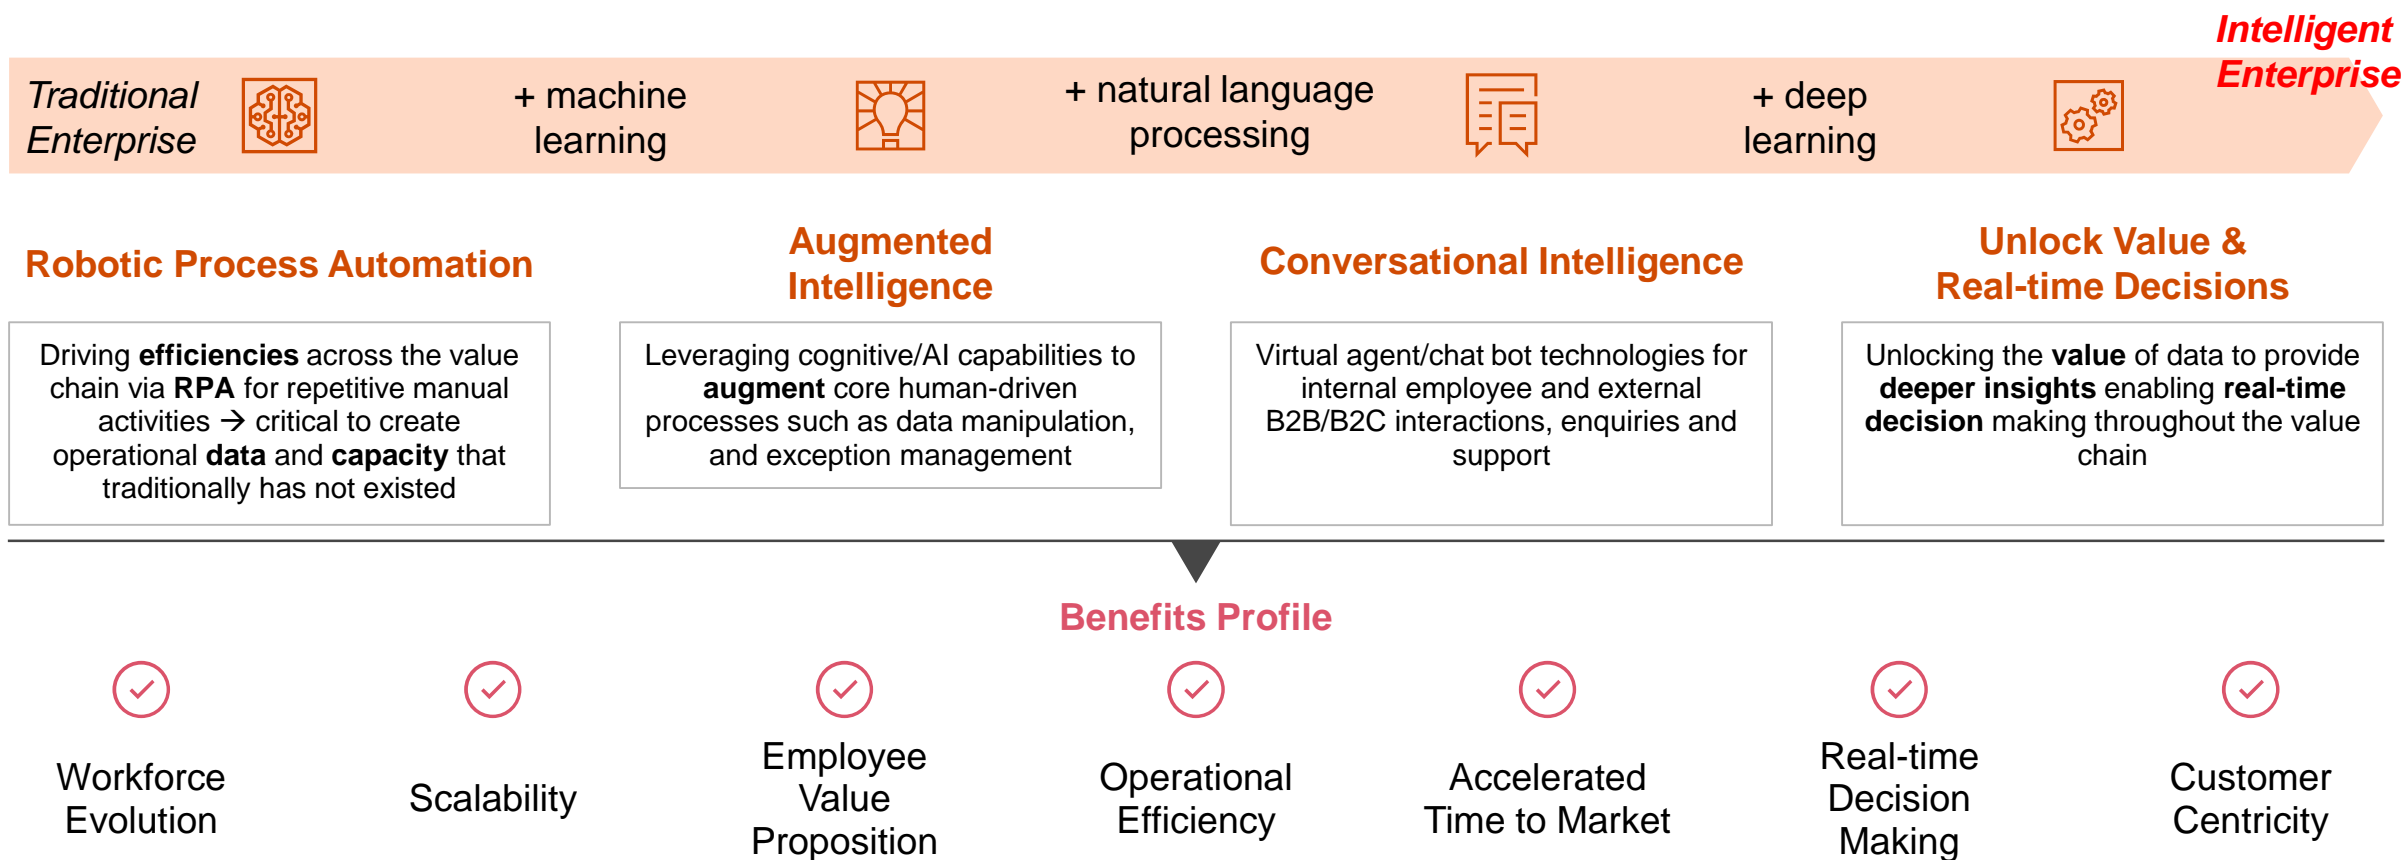 Intelligent
Enterprise
Traditional
Enterprise
+ machine
learning
+ natural language
processing
+ deep
learning
Robotic Process Automation
Driving efficiencies across the value
chain via RPA for repetitive manual
activities → critical to create
operational data and capacity that
traditionally has not existed
Augmented
Intelligence
Leveraging cognitive/AI capabilities to
augment core human-driven
processes such as data manipulation,
and exception management
Conversational Intelligence
Virtual agent/chat bot technologies for
internal employee and external
B2B/B2C interactions, enquiries and
support
Unlock Value &
Real-time Decisions
Unlocking the value of data to provide
deeper insights enabling real-time
decision making throughout the value
chain
Benefits Profile
Workforce
Evolution
Scalability
Employee
Value
Proposition
Operational
Efficiency
Accelerated
Time to Market
Real-time
Decision
Making
Customer
Centricity